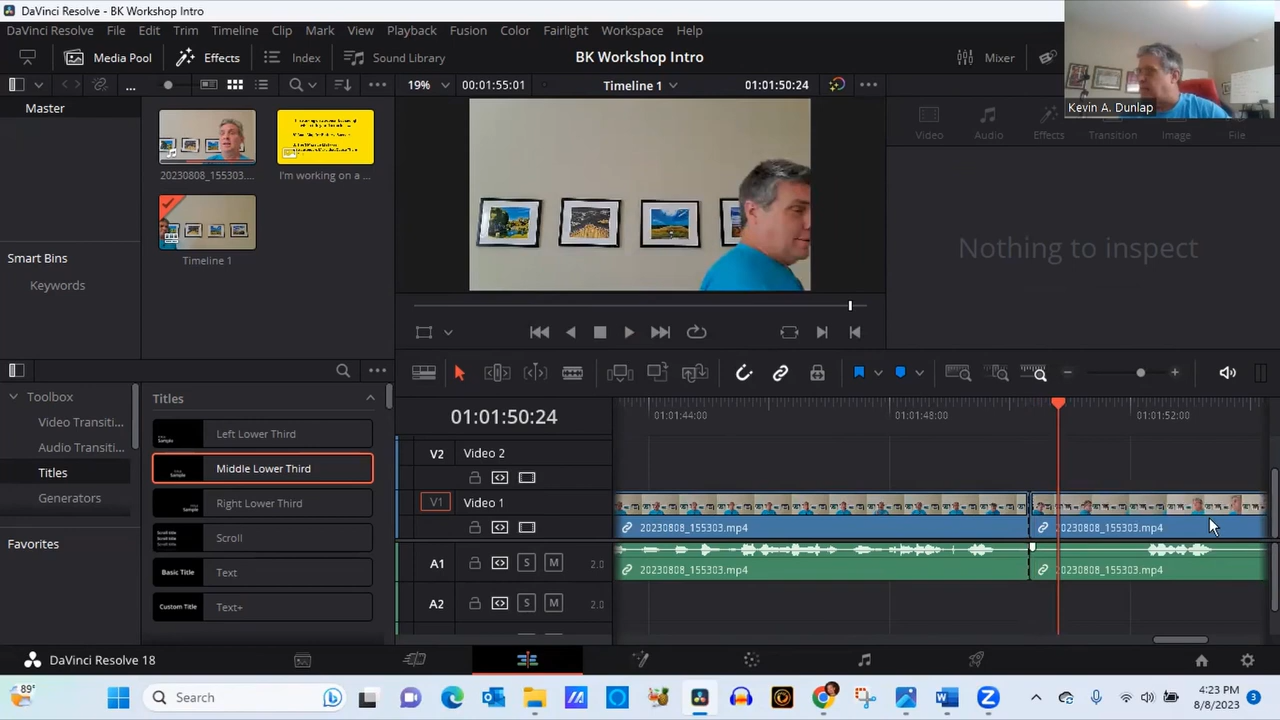 DaVinci Resolve - BK Workshop Intro
DaVinci Resolve File Edit Trim Timeline Clip Mark View Playback Fusion Color Fairlight Workspace Help
Media Pool Effects Index Sound Library BK Workshop Intro Mixer
Kevin A. Dunlap
19% 00:01:55:01 Timeline 1 01:01:50:24
Master
Video Audio Effects Transition Image File
20230808_155303.... I'm working on a ...
Timeline 1
Nothing to inspect
Smart Bins
Keywords
Toolbox
Video Transiti...
Audio Transiti...
Titles
Generators
Favorites
Titles
Left Lower Third
Sample Middle Lower Third
Sample Right Lower Third
Scroll
Basic Title Text
Custom Title Text+
01:01:50:24
01:01:44:00 01:01:48:00 01:01:52:00
V2 Video 2
V1 Video 1
20230808_155303.mp4 20230808_155303.mp4
A1 S M 2.0
20230808_155303.mp4 20230808_155303.mp4
A2 S M 2.0
DaVinci Resolve 18
89°
Search
4:23 PM
8/8/2023
3